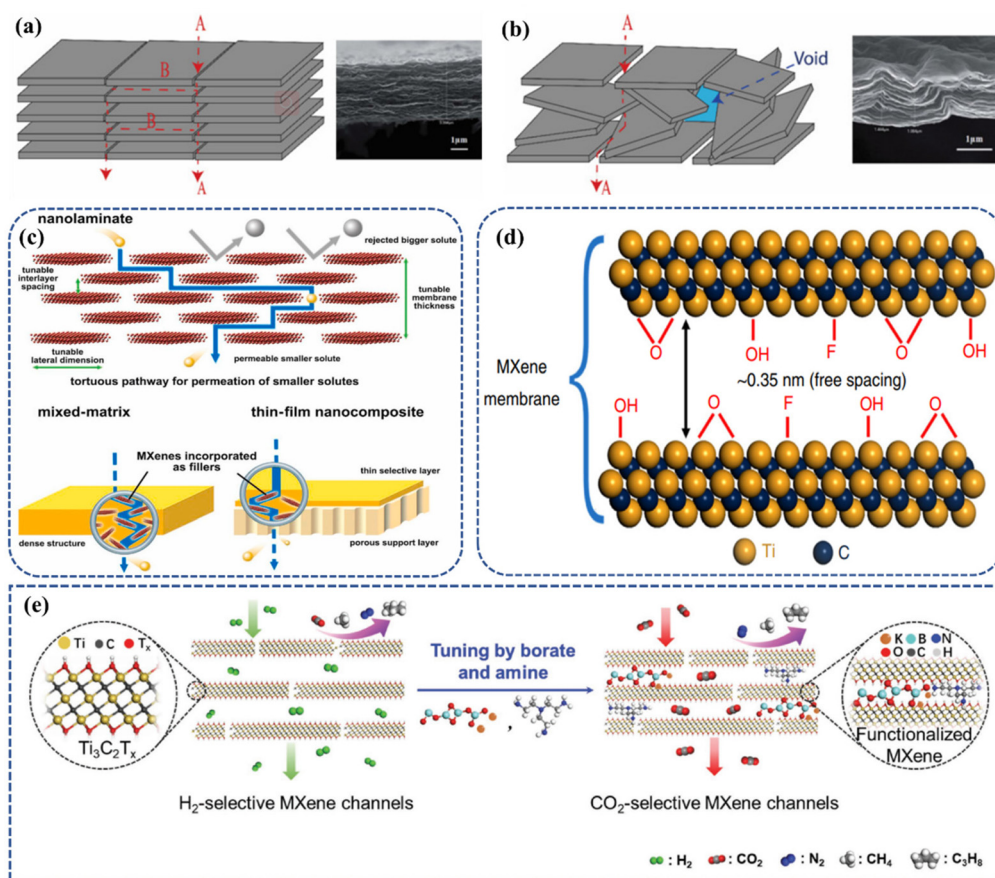 (a)
A
B
B
A
A
1μm
(b)
A
Void
A
1μm
(c)
nanolaminate
rejected bigger solute
tunable
interlayer
spacing
tunable
membrane
thickness
tunable
lateral dimension
permeable smaller solute
tortuous pathway for permeation of smaller solutes
mixed-matrix
thin-film nanocomposite
MXenes incorporated
as fillers
thin selective layer
dense structure
porous support layer
(d)
MXene
membrane
O
OH
F
O
OH
~0.35 nm (free spacing)
OH
O
F
OH
O
Ti
C
(e)
Ti C Tx
Ti3C2Tx
H2-selective MXene channels
Tuning by borate
and amine
,
CO2-selective MXene channels
K B N
O C H
Functionalized
MXene
: H2 : CO2 : N2 : CH4 : C3H8